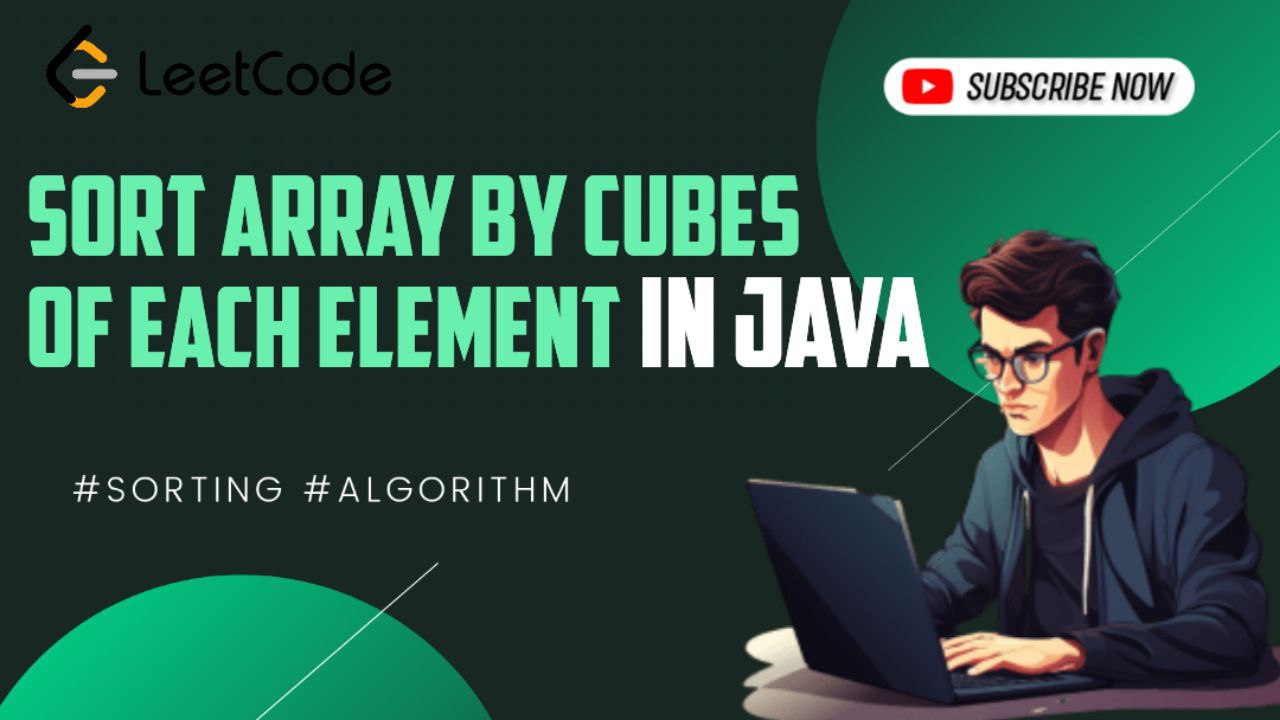 LeetCode
SUBSCRIBE NOW
SORT ARRAY BY CUBES
OF EACH ELEMENT IN JAVA
#SORTING #ALGORITHM